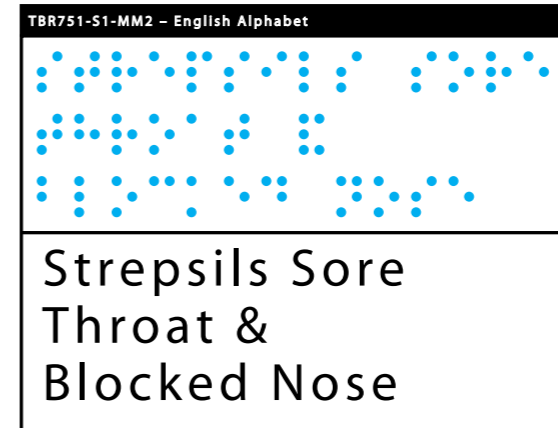 TBR751-S1-MM2 – English Alphabet
⠎⠞⠗⠑⠏⠎⠊⠇⠎ ⠎⠕⠗⠑
⠞⠓⠗⠕⠁⠞ ⠯
⠃⠇⠕⠉⠅⠑⠙ ⠝⠕⠎⠑
Strepsils Sore
Throat &
Blocked Nose